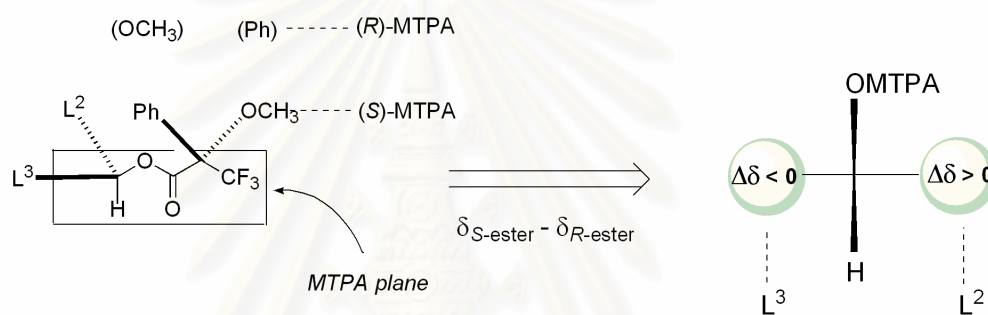 (OCH₃) (Ph) (R)-MTPA
Ph OCH₃ (S)-MTPA
L²
L³ O CF₃
H O
MTPA plane
δS-ester - δR-ester
OMTPA
Δδ < 0 Δδ > 0
H
L³ L²